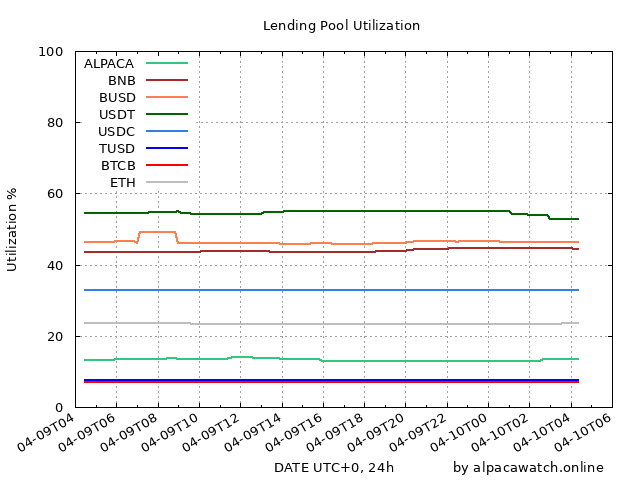 Lending Pool Utilization
100
80
60
40
20
0
Utilization %
ALPACA
BNB
BUSD
USDT
USDC
TUSD
BTCB
ETH
04-09T04
04-09T06
04-09T08
04-09T10
04-09T12
04-09T14
04-09T16
04-09T18
04-09T20
04-09T22
04-10T00
04-10T02
04-10T04
04-10T06
DATE UTC+0, 24h
by alpacawatch.online